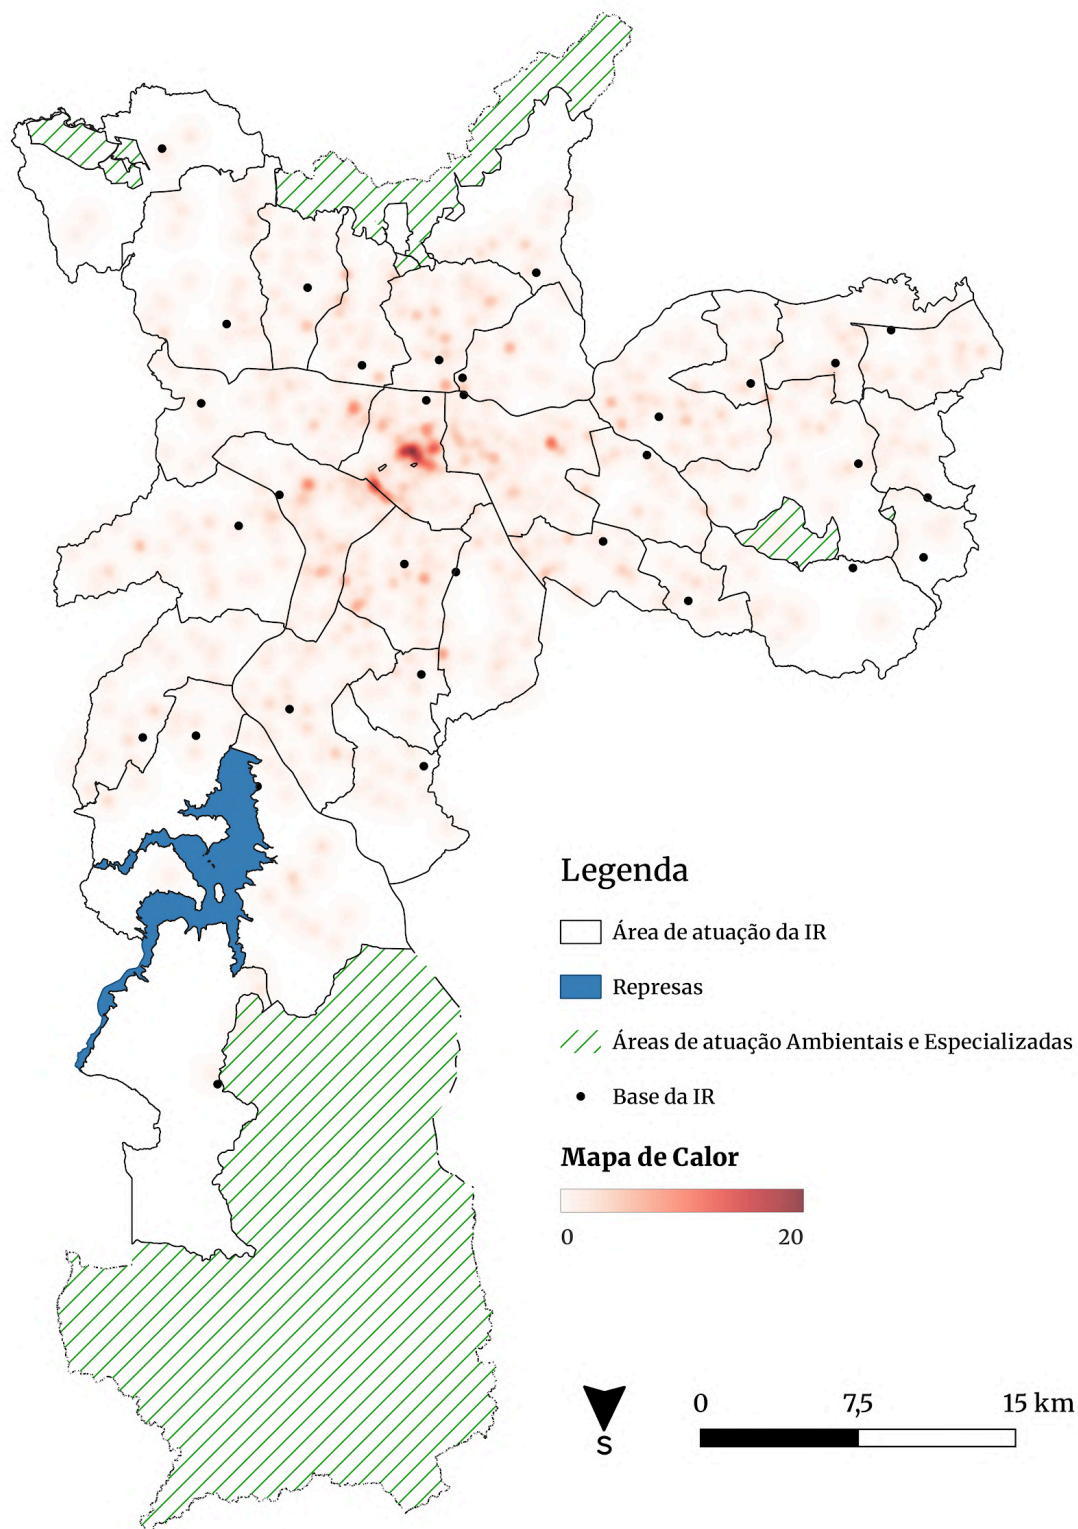 Legenda
Área de atuação da IR
Represas
Áreas de atuação Ambientais e Especializadas
Base da IR
Mapa de Calor
0 20
0 7,5 15 km
S